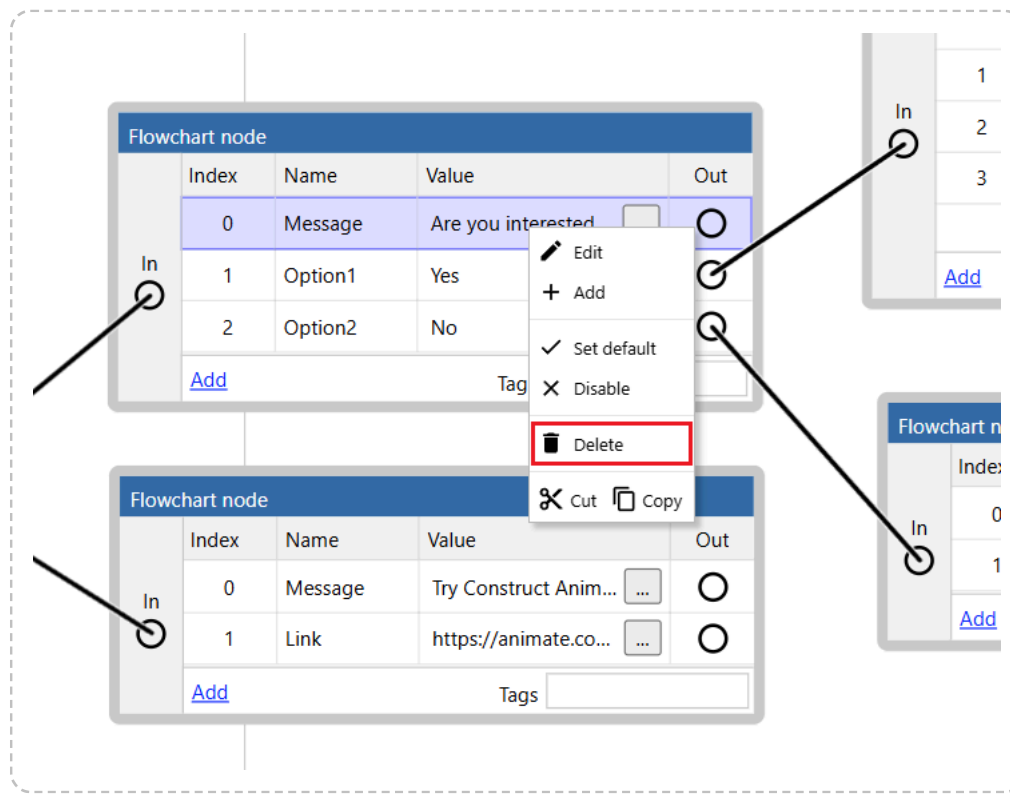 Flowchart node
Index Name Value Out
0 Message Are you interested
In
1 Option1 Yes
2 Option2 No
Add Tag
Edit
Add
Set default
Disable
Delete
Cut Copy
Flowchart node
Index Name Value Out
0 Message Try Construct Anim... ...
In
1 Link https://animate.co... ...
Add Tags
1
In
2
3
Add
Flowchart n
Index
0
In
1
Add